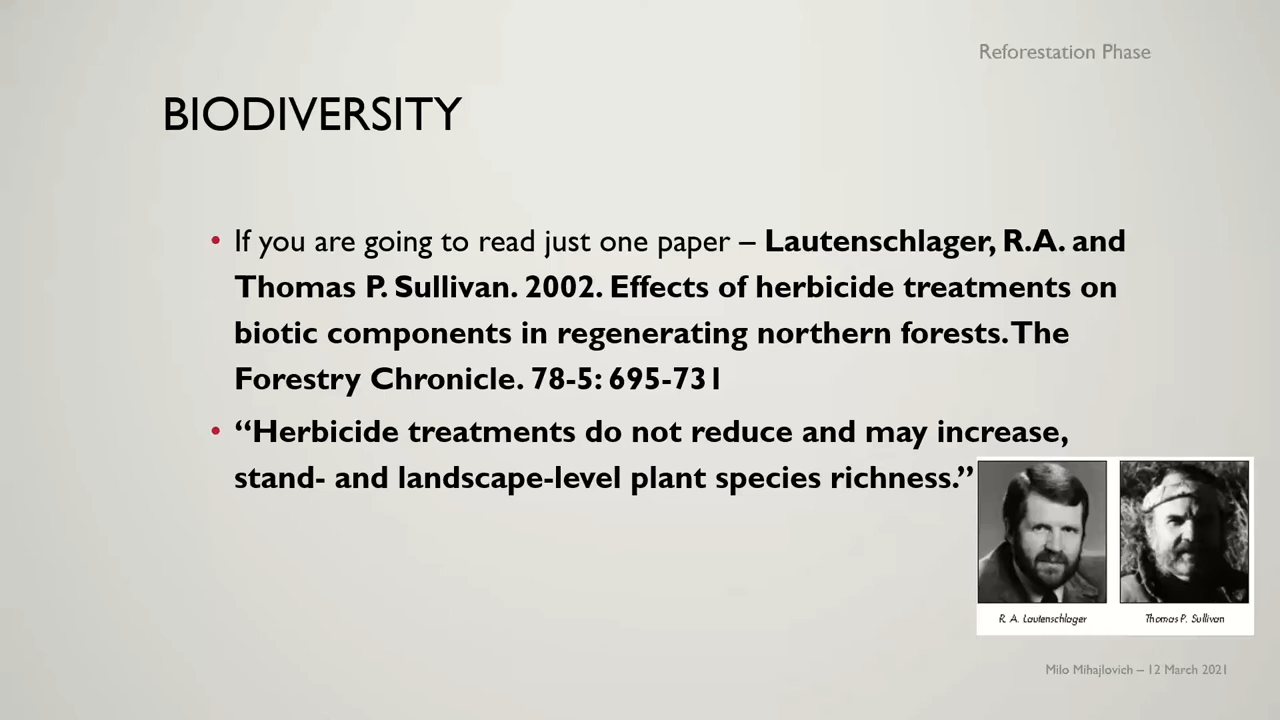 Reforestation Phase
BIODIVERSITY
• If you are going to read just one paper – Lautenschlager, R.A. and
Thomas P. Sullivan. 2002. Effects of herbicide treatments on
biotic components in regenerating northern forests. The
Forestry Chronicle. 78-5: 695-731
• “Herbicide treatments do not reduce and may increase,
stand- and landscape-level plant species richness.”
R. A. Lautenschlager
Thomas P. Sullivan
Milo Mihajlovich – 12 March 2021